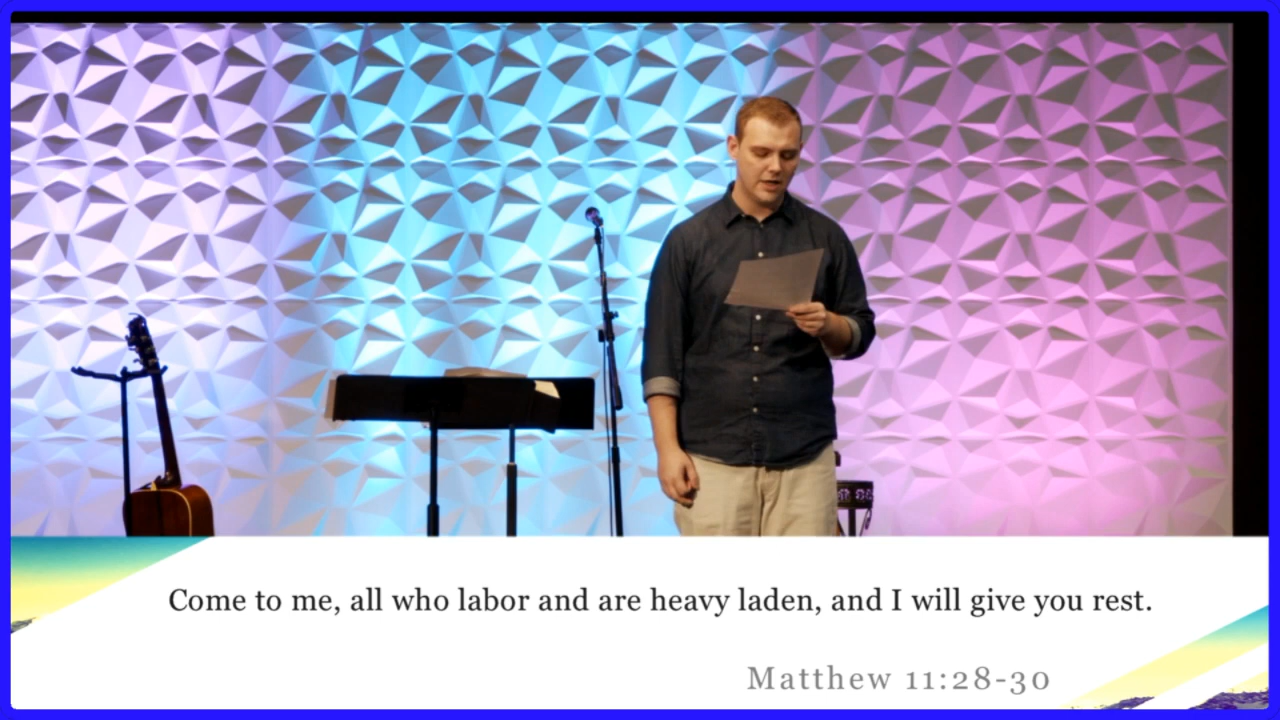 Come to me, all who labor and are heavy laden, and I will give you rest.
Matthew 11:28-30